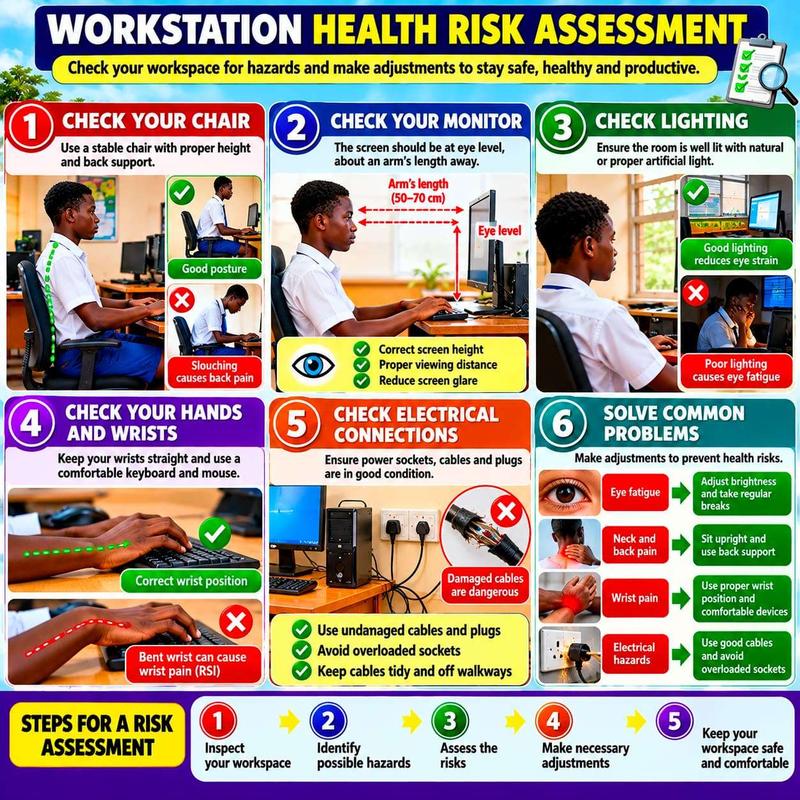 WORKSTATION HEALTH RISK ASSESSMENT
Check your workspace for hazards and make adjustments to stay safe, healthy and productive.
1 CHECK YOUR CHAIR
Use a stable chair with proper height
and back support.
Good posture
Slouching
causes back pain
2 CHECK YOUR MONITOR
The screen should be at eye level,
about an arm's length away.
Arm's length
(50–70 cm)
Eye level
Correct screen height
Proper viewing distance
Reduce screen glare
3 CHECK LIGHTING
Ensure the room is well lit with natural
or proper artificial light.
Good lighting
reduces eye strain
Poor lighting
causes eye fatigue
4 CHECK YOUR HANDS
AND WRISTS
Keep your wrists straight and use a
comfortable keyboard and mouse.
Correct wrist position
Bent wrist can cause
wrist pain (RSI)
5 CHECK ELECTRICAL
CONNECTIONS
Ensure power sockets, cables and plugs
are in good condition.
Damaged cables
are dangerous
Use undamaged cables and plugs
Avoid overloaded sockets
Keep cables tidy and off walkways
6 SOLVE COMMON
PROBLEMS
Make adjustments to prevent health risks.
Eye fatigue
Adjust brightness
and take regular
breaks
Neck and
back pain
Sit upright and
use back support
Wrist pain
Use proper wrist
position and
comfortable devices
Electrical
hazards
Use good cables
and avoid
overloaded sockets
STEPS FOR A RISK
ASSESSMENT
1
Inspect
your workspace
2
Identify
possible hazards
3
Assess the
risks
4
Make necessary
adjustments
5
Keep your
workspace safe
and comfortable